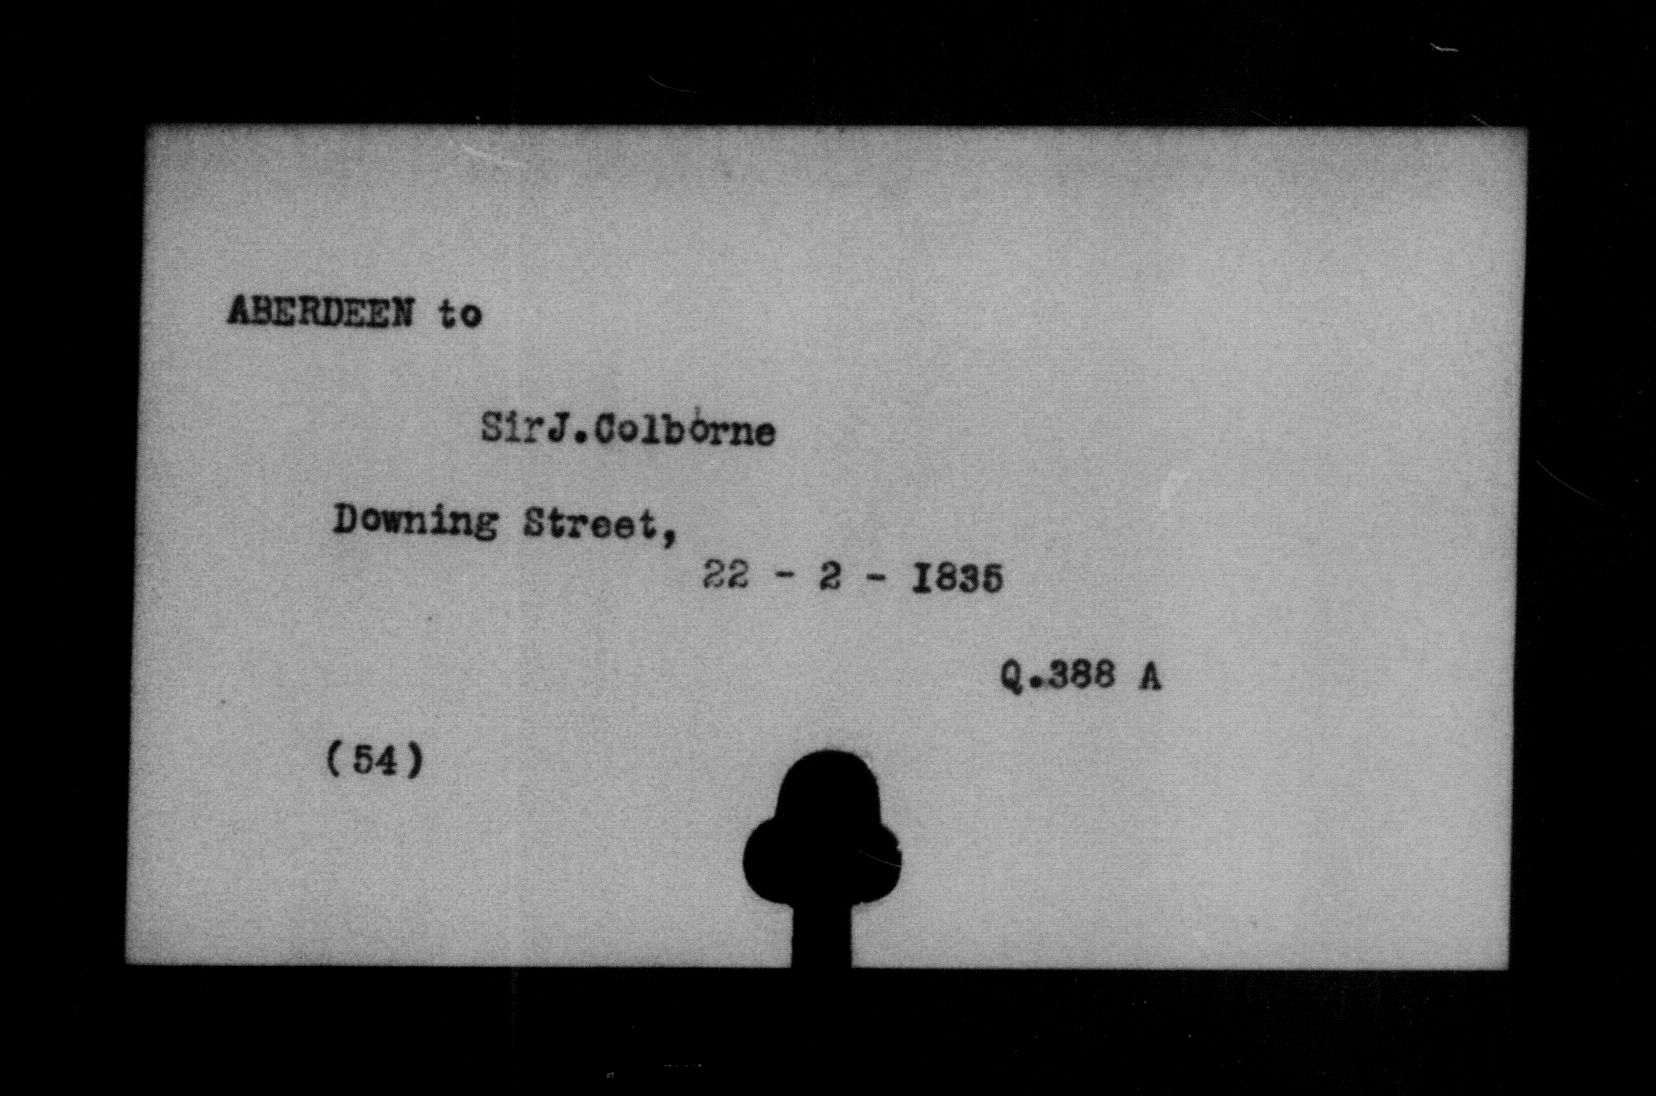 ABERDEEN to
SirJ.Colborne
Downing Street,
22 - 2 - I835
Q.388 A
(54)